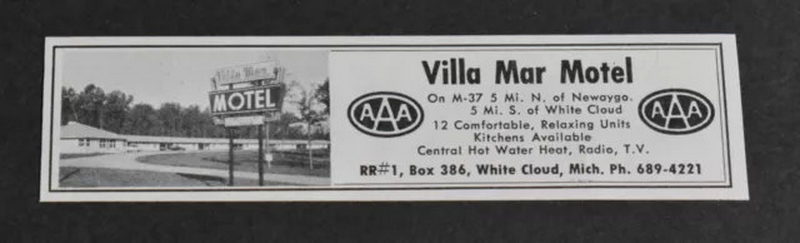 Villa Mar
MOTEL
Villa Mar Motel
AAA
On M-37 5 Mi. N. of Newaygo.
5 Mi. S. of White Cloud
AAA
12 Comfortable, Relaxing Units
Kitchens Available
Central Hot Water Heat, Radio, T.V.
RR#1, Box 386, White Cloud, Mich. Ph. 689-4221